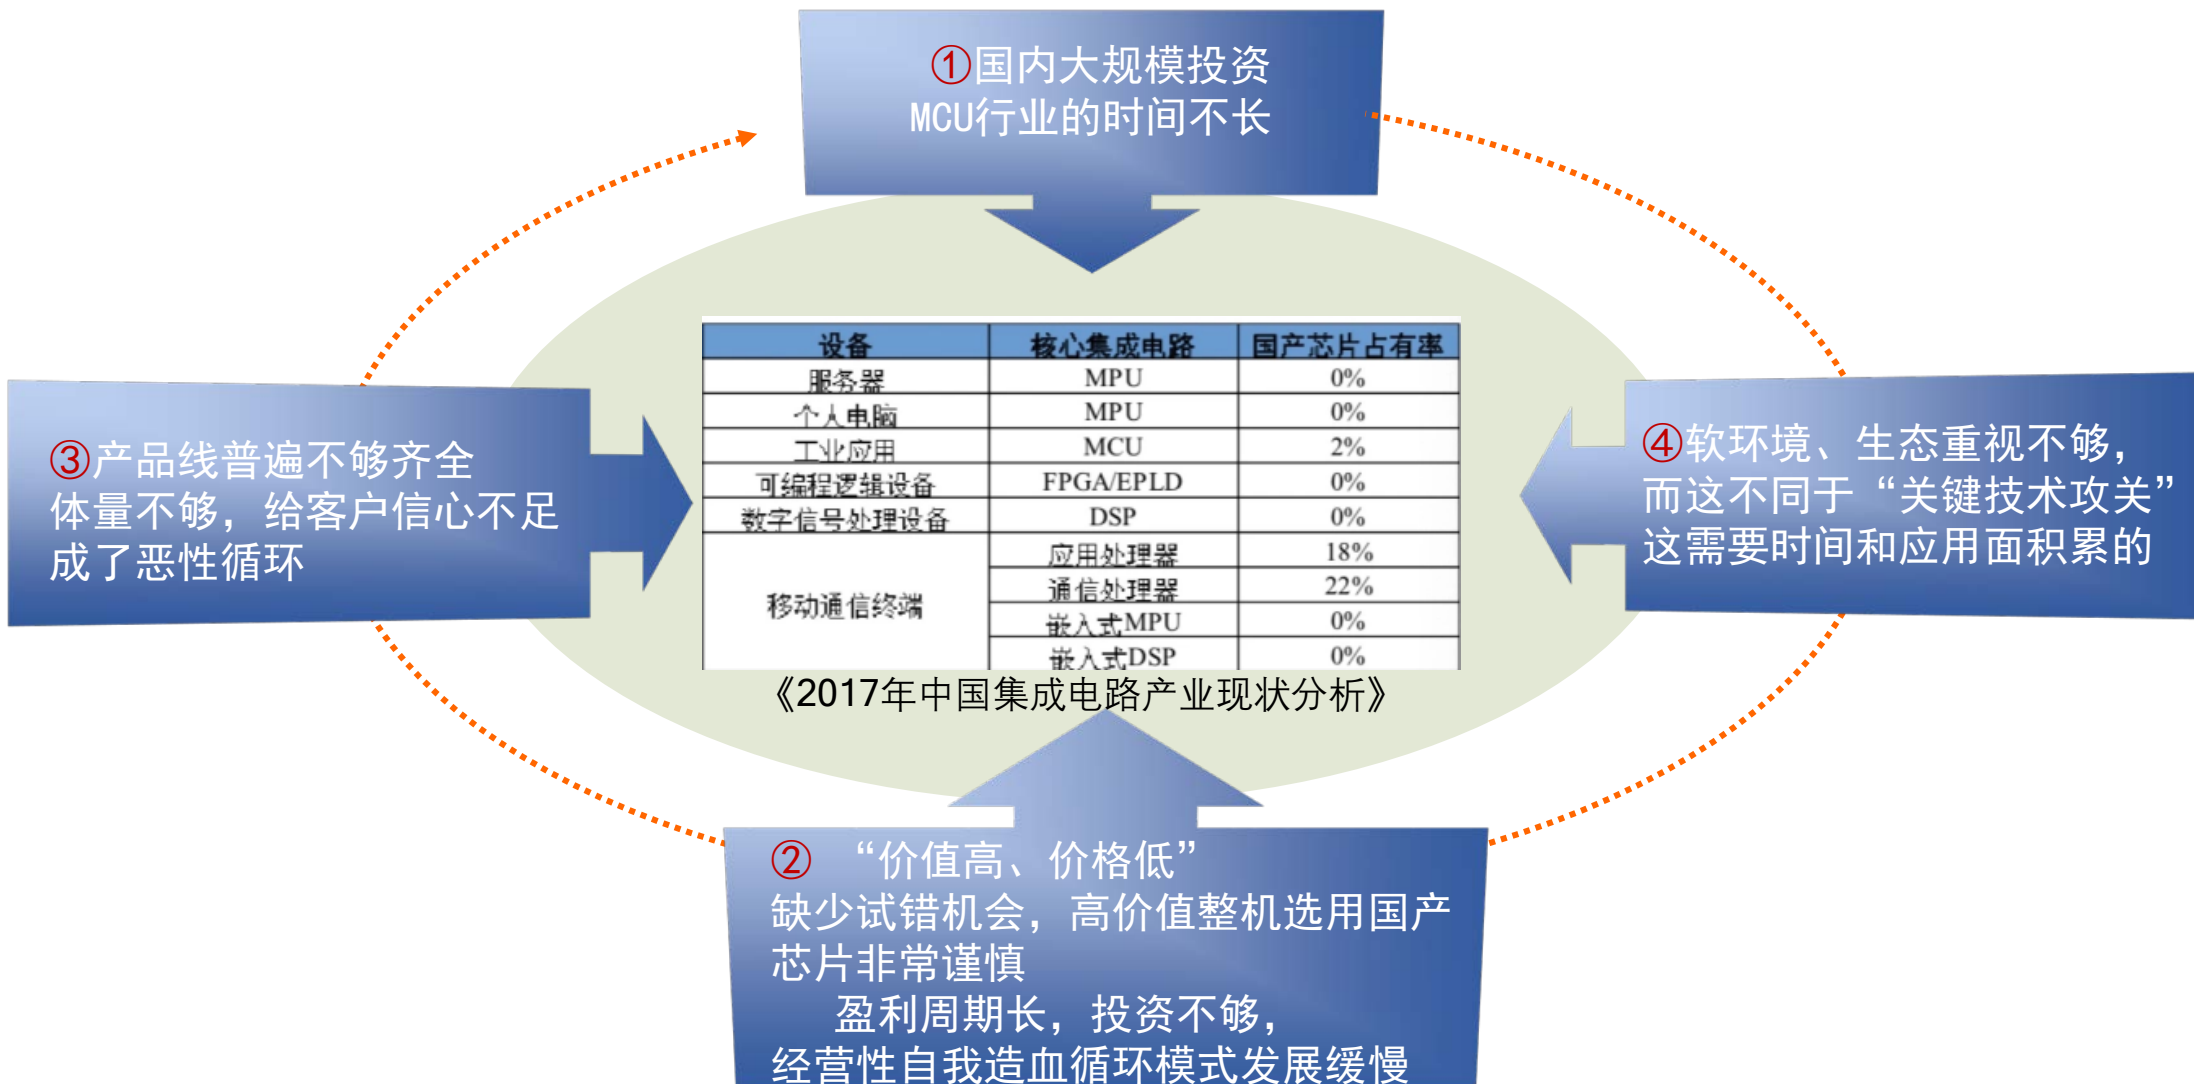 ①国内大规模投资
MCU行业的时间不长
③产品线普遍不够齐全
体量不够，给客户信心不足
成了恶性循环
设备 核心集成电路 国产芯片占有率
服务器 MPU 0%
个人电脑 MPU 0%
工业应用 MCU 2%
可编程逻辑设备 FPGA/EPLD 0%
数字信号处理设备 DSP 0%
移动通信终端 应用处理器 18%
通信处理器 22%
嵌入式MPU 0%
嵌入式DSP 0%
《2017年中国集成电路产业现状分析》
④软环境、生态重视不够，
而这不同于“关键技术攻关”
这需要时间和应用面积累的
② “价值高、价格低”
缺少试错机会，高价值整机选用国产
芯片非常谨慎
盈利周期长，投资不够，
经营性自我造血循环模式发展缓慢